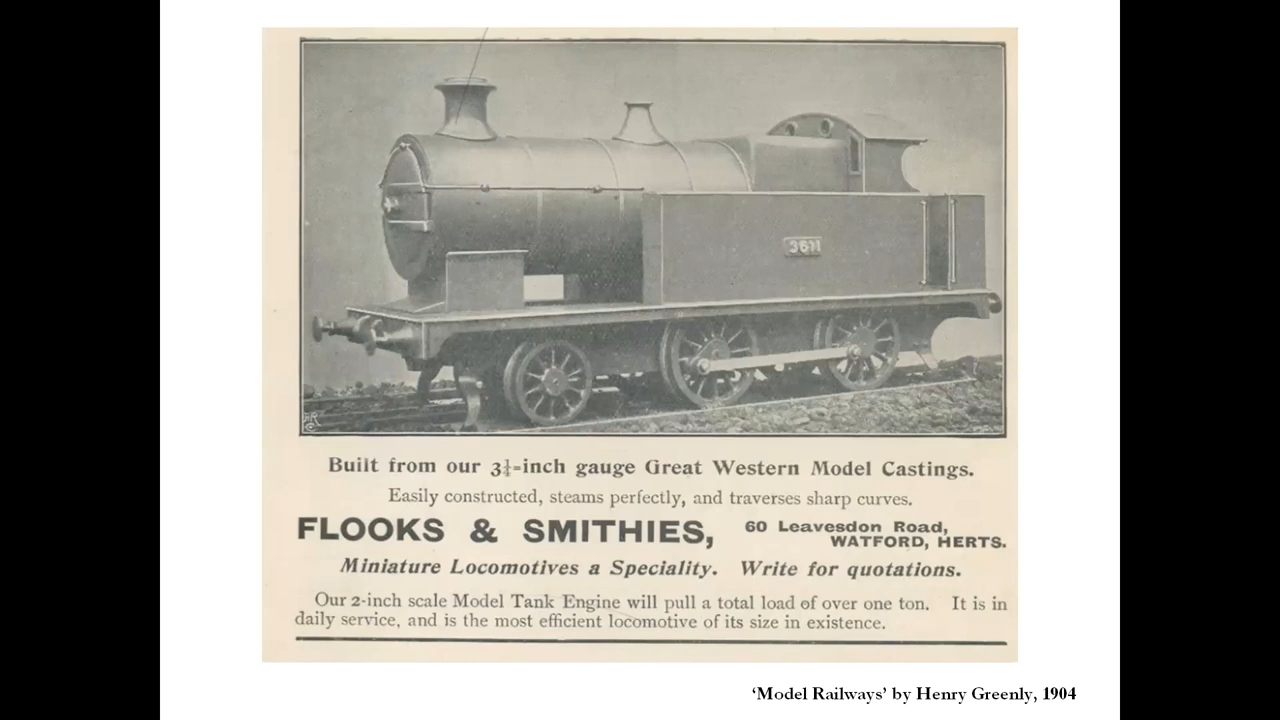 3611
Built from our 3¼-inch gauge Great Western Model Castings.
Easily constructed, steams perfectly, and traverses sharp curves.
FLOOKS & SMITHIES, 60 Leavesdon Road,
WATFORD, HERTS.
Miniature Locomotives a Speciality. Write for quotations.
Our 2-inch scale Model Tank Engine will pull a total load of over one ton. It is in
daily service, and is the most efficient locomotive of its size in existence.
‘Model Railways’ by Henry Greenly, 1904